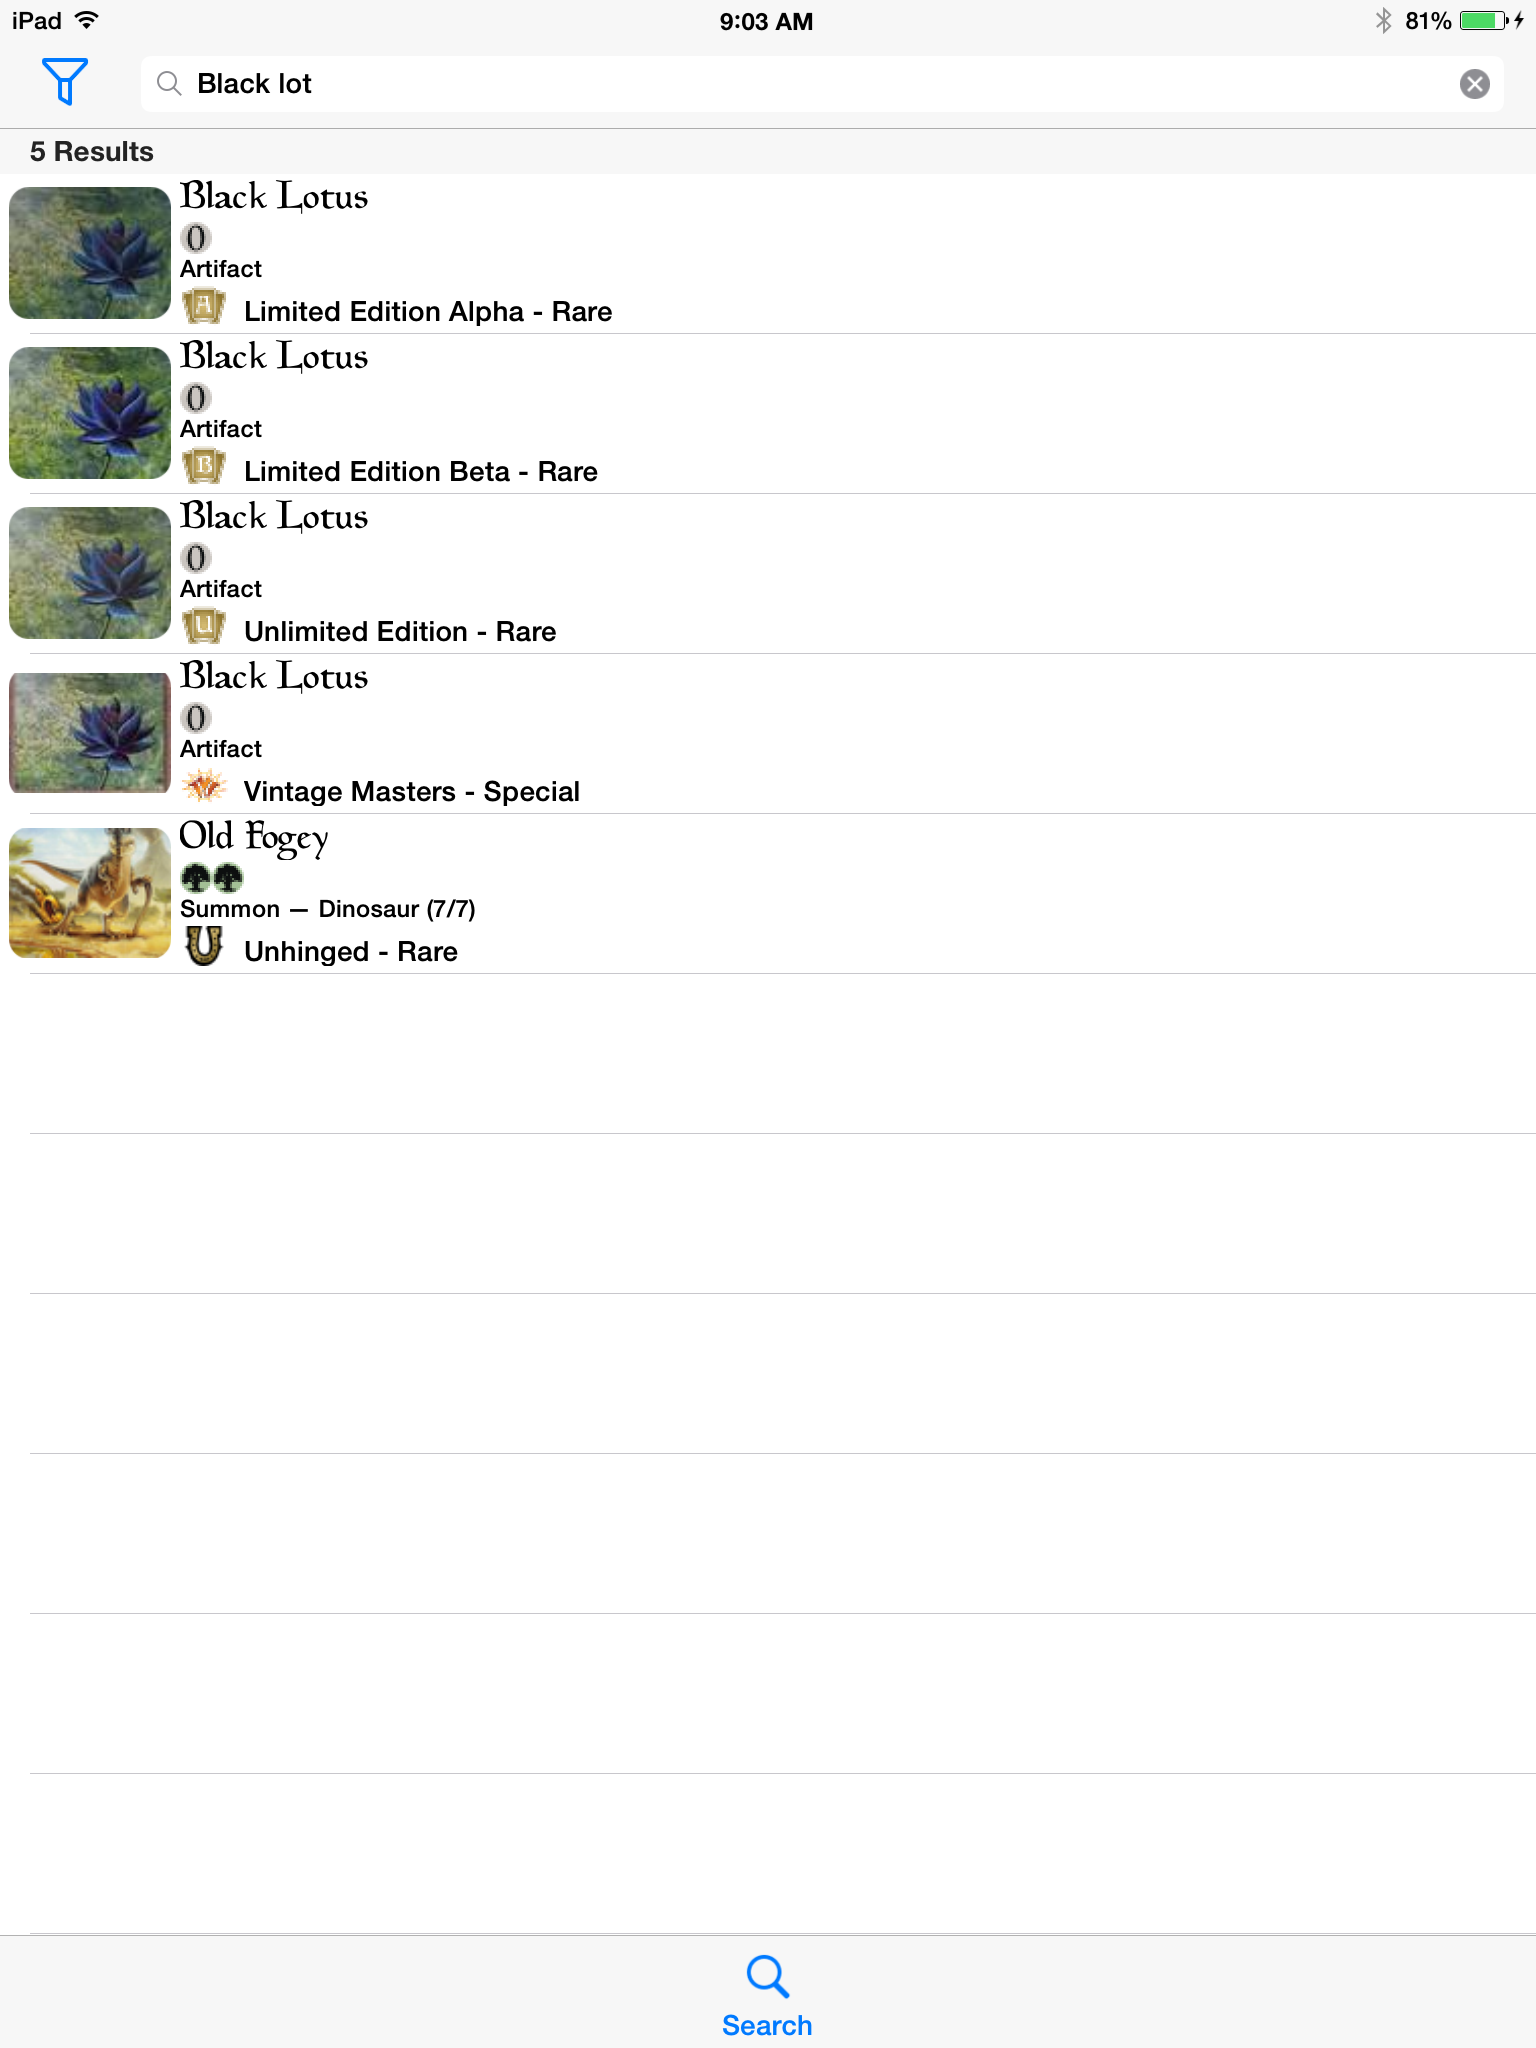 iPad 9:03 AM 81%
Black lot
5 Results
Black Lotus
0
Artifact
A Limited Edition Alpha - Rare
Black Lotus
0
Artifact
B Limited Edition Beta - Rare
Black Lotus
0
Artifact
U Unlimited Edition - Rare
Black Lotus
0
Artifact
Vintage Masters - Special
Old Fogey
Summon — Dinosaur (7/7)
Unhinged - Rare
Search